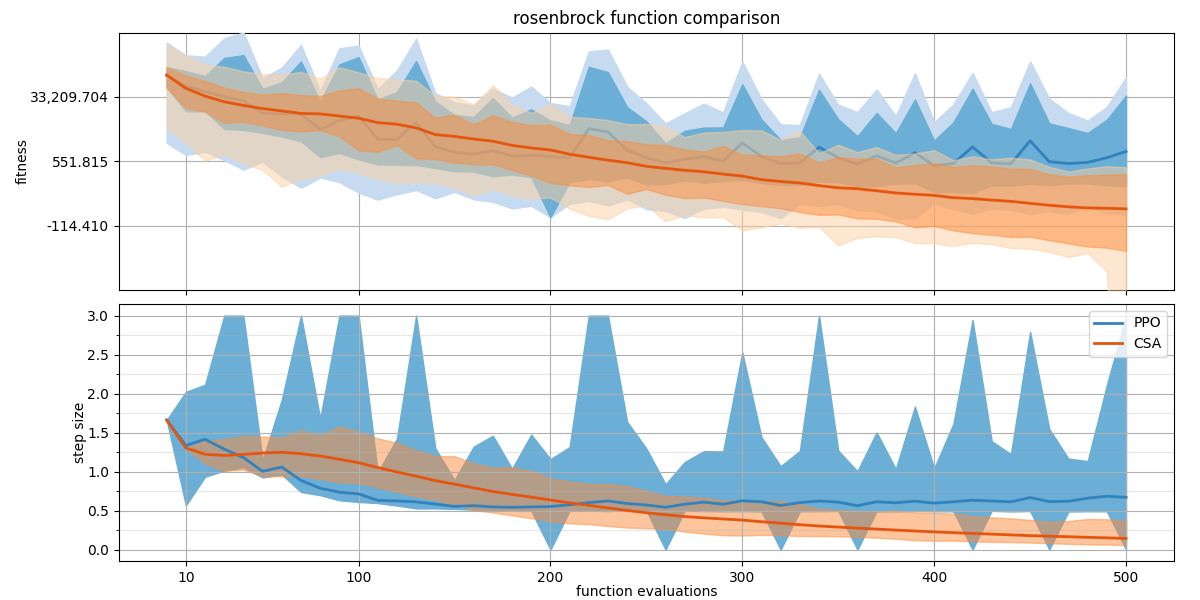 rosenbrock function comparison
33,209.704
551.815
-114.410
fitness
3.0
2.5
2.0
1.5
1.0
0.5
0.0
step size
PPO
CSA
10 100 200 300 400 500
function evaluations